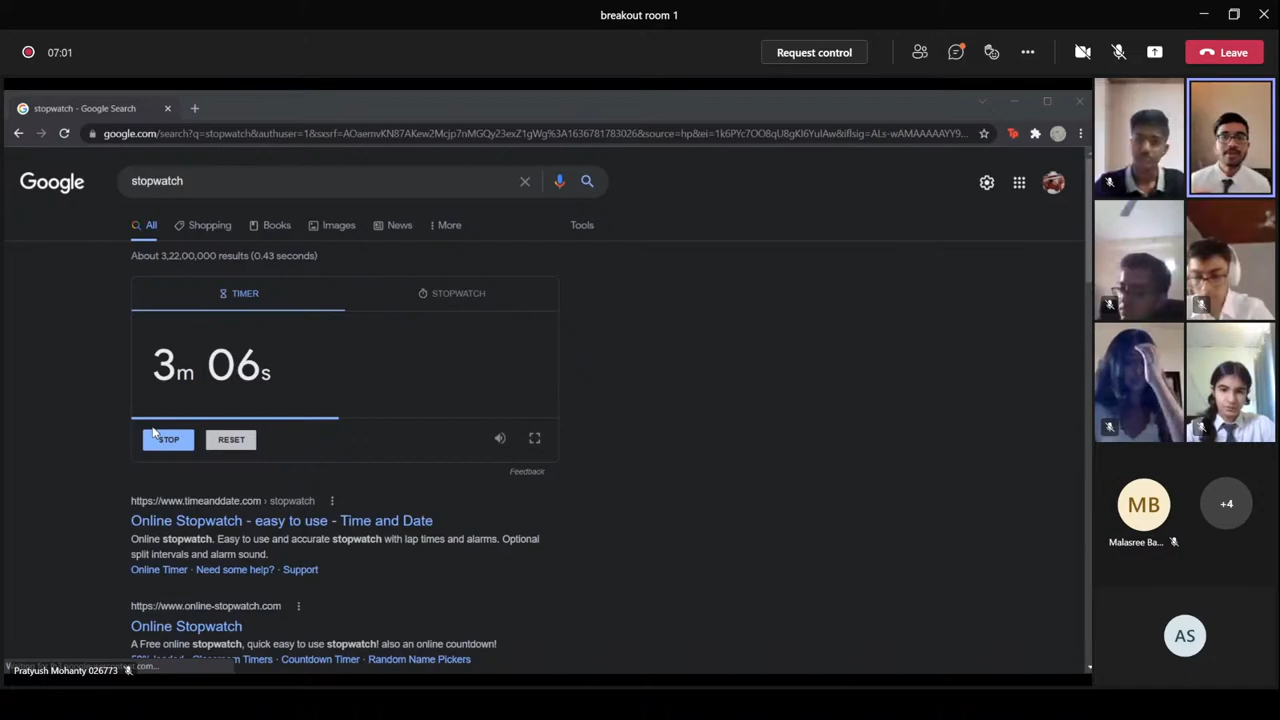 breakout room 1
07:01
Request control
Leave
stopwatch - Google Search
google.com/search?q=stopwatch&authuser=1&sxsrf=AOaemvKN87AKew2Mcjp7nMGQy23exZ1gWg%3A1636781783026&source=hp&ei=1k6PYc7OO8qU8gKI6YuIAw&iflsig=ALs-wAMAAAAAYY9...
Google
stopwatch
All
Shopping
Books
Images
News
More
Tools
About 3,22,00,000 results (0.43 seconds)
TIMER
STOPWATCH
3m 06s
STOP
RESET
Feedback
https://www.timeanddate.com › stopwatch
Online Stopwatch - easy to use - Time and Date
Online stopwatch. Easy to use and accurate stopwatch with lap times and alarms. Optional
split intervals and alarm sound.
Online Timer · Need some help? · Support
https://www.online-stopwatch.com
Online Stopwatch
A Free online stopwatch, quick easy to use stopwatch! also an online countdown!
Timers · Countdown Timer · Random Name Pickers
Pratyush Mohanty 026773
MB
+4
Malasree Ba...
AS